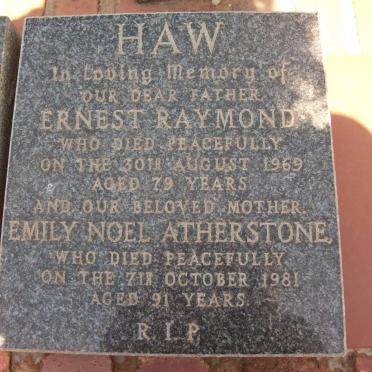 HAW
In Loving Memory of
OUR DEAR FATHER
ERNEST RAYMOND
WHO DIED PEACEFULLY
ON THE 30TH AUGUST 1969
AGED 79 YEARS
AND OUR BELOVED MOTHER.
EMILY NOEL ATHERSTONE,
WHO DIED PEACEFULLY
ON THE 7TH OCTOBER 1981
AGED 91 YEARS.
R.I.P.